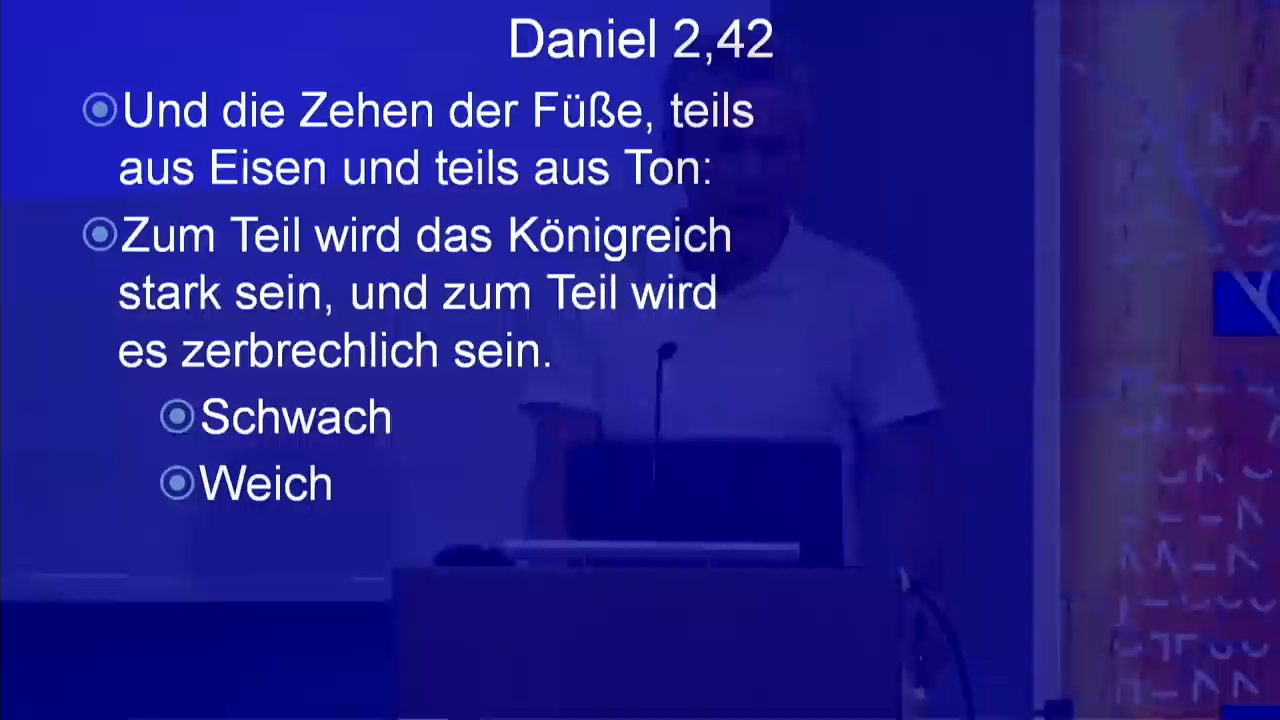 Daniel 2,42
Und die Zehen der Füße, teils
aus Eisen und teils aus Ton:
Zum Teil wird das Königreich
stark sein, und zum Teil wird
es zerbrechlich sein.
Schwach
Weich